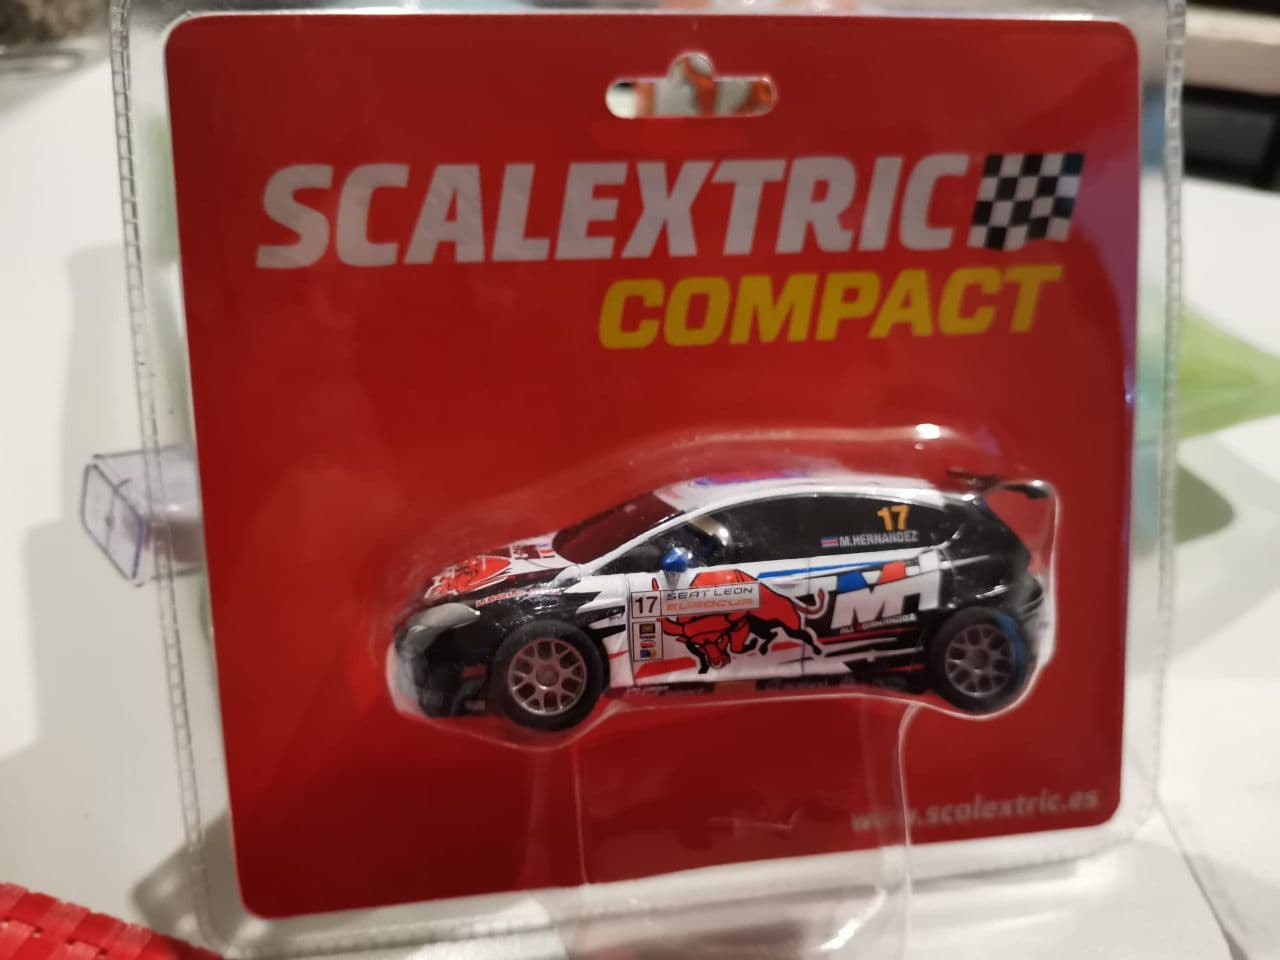 SCALEXTRIC
COMPACT
17
M.HERNANDEZ
17
SEAT LEON
EUROCUP
MH
www.scalextric.es